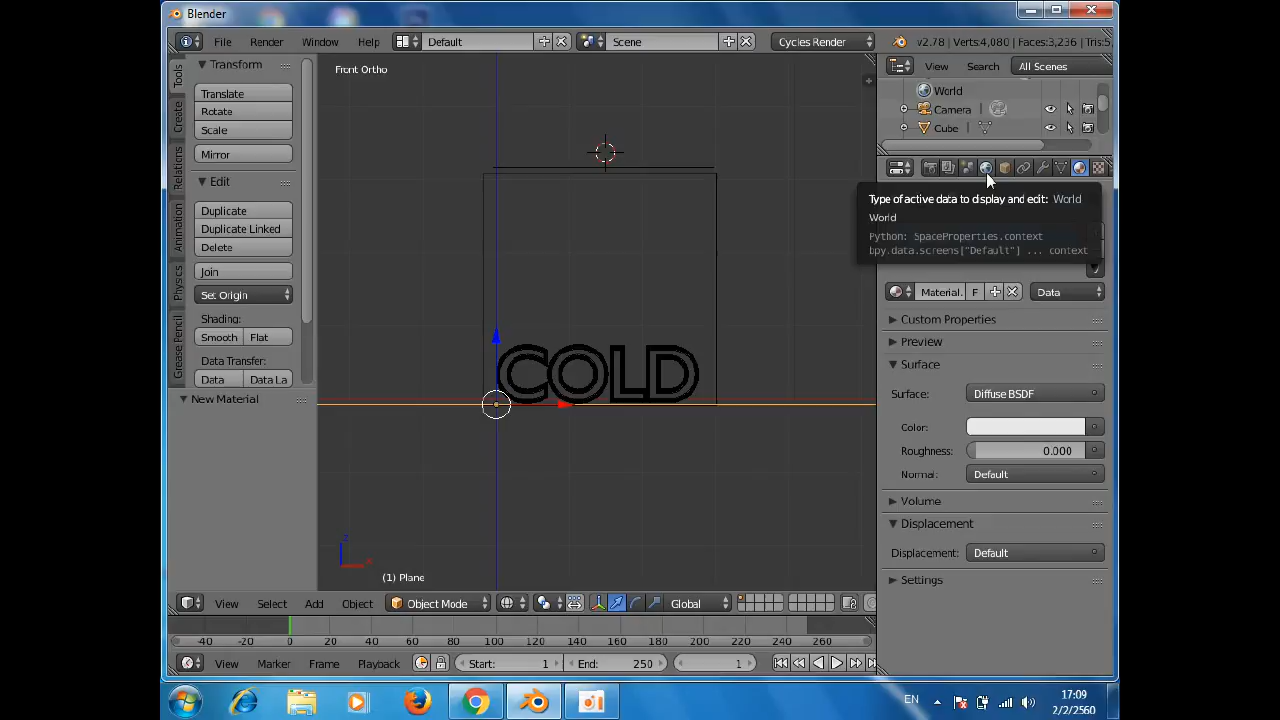 Blender
File Render Window Help Default Scene Cycles Render v2.78 | Verts:4,080 | Faces:3,236 | Tris:5,
Tools
Create
Relations
Animation
Physics
Grease Pencil
Transform
Translate
Rotate
Scale
Mirror
Edit
Duplicate
Duplicate Linked
Delete
Join
Set Origin
Shading:
Smooth Flat
Data Transfer:
Data Data La
New Material
Front Ortho
COLD
z
x
(1) Plane
View Search All Scenes
World
Camera
Cube
Type of active data to display and edit: World
World
Python: SpaceProperties.context
bpy.data.screens["Default"] ... context
Material. F Data
Custom Properties
Preview
Surface
Surface: Diffuse BSDF
Color:
Roughness: 0.000
Normal: Default
Volume
Displacement
Displacement: Default
Settings
View Select Add Object Object Mode Global
-40 -20 0 20 40 60 80 100 120 140 160 180 200 220 240 260
View Marker Frame Playback Start: 1 End: 250 1
EN 17:09
2/2/2560